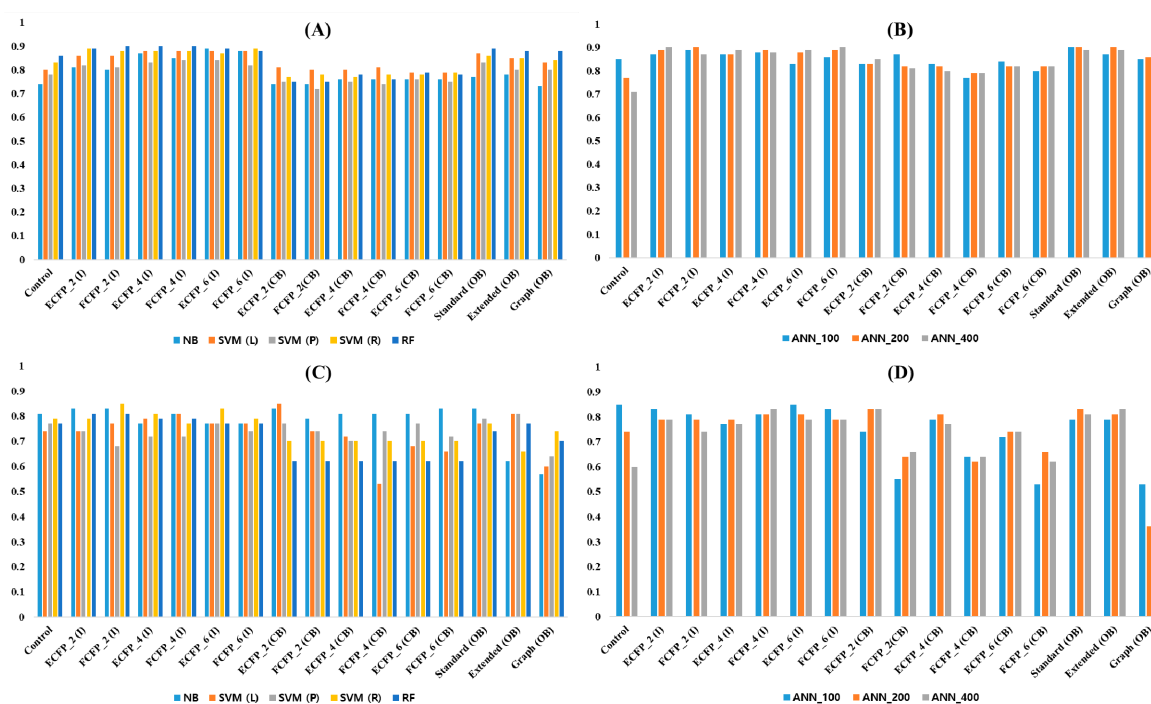 (A)
1
0.9
0.8
0.7
0.6
0.5
0.4
0.3
0.2
0.1
0
Control
ECFP_2 (I)
FCFP_2 (I)
ECFP_4 (I)
FCFP_4 (I)
ECFP_6 (I)
FCFP_6 (I)
ECFP_2 (CB)
FCFP_2(CB)
ECFP_4 (CB)
FCFP_4 (CB)
ECFP_6 (CB)
FCFP_6 (CB)
Standard (OB)
Extended (OB)
Graph (OB)
NB SVM (L) SVM (P) SVM (R) RF
(B)
1
0.9
0.8
0.7
0.6
0.5
0.4
0.3
0.2
0.1
0
Control
ECFP_2 (I)
FCFP_2 (I)
ECFP_4 (I)
FCFP_4 (I)
ECFP_6 (I)
FCFP_6 (I)
ECFP_2 (CB)
FCFP_2 (CB)
ECFP_4 (CB)
FCFP_4 (CB)
ECFP_6 (CB)
FCFP_6 (CB)
Standard (OB)
Extended (OB)
Graph (OB)
ANN_100 ANN_200 ANN_400
(C)
1
0.9
0.8
0.7
0.6
0.5
0.4
0.3
0.2
0.1
0
Control
ECFP_2 (I)
FCFP_2 (I)
ECFP_4 (I)
FCFP_4 (I)
ECFP_6 (I)
FCFP_6 (I)
ECFP_2 (CB)
FCFP_2 (CB)
ECFP_4 (CB)
FCFP_4 (CB)
ECFP_6 (CB)
FCFP_6 (CB)
Standard (OB)
Extended (OB)
Graph (OB)
NB SVM (L) SVM (P) SVM (R) RF
(D)
1
0.9
0.8
0.7
0.6
0.5
0.4
0.3
0.2
0.1
0
Control
ECFP_2 (I)
FCFP_2 (I)
ECFP_4 (I)
FCFP_4 (I)
ECFP_6 (I)
FCFP_6 (I)
ECFP_2 (CB)
FCFP_2(CB)
ECFP_4 (CB)
FCFP_4 (CB)
ECFP_6 (CB)
FCFP_6 (CB)
Standard (OB)
Extended (OB)
Graph (OB)
ANN_100 ANN_200 ANN_400